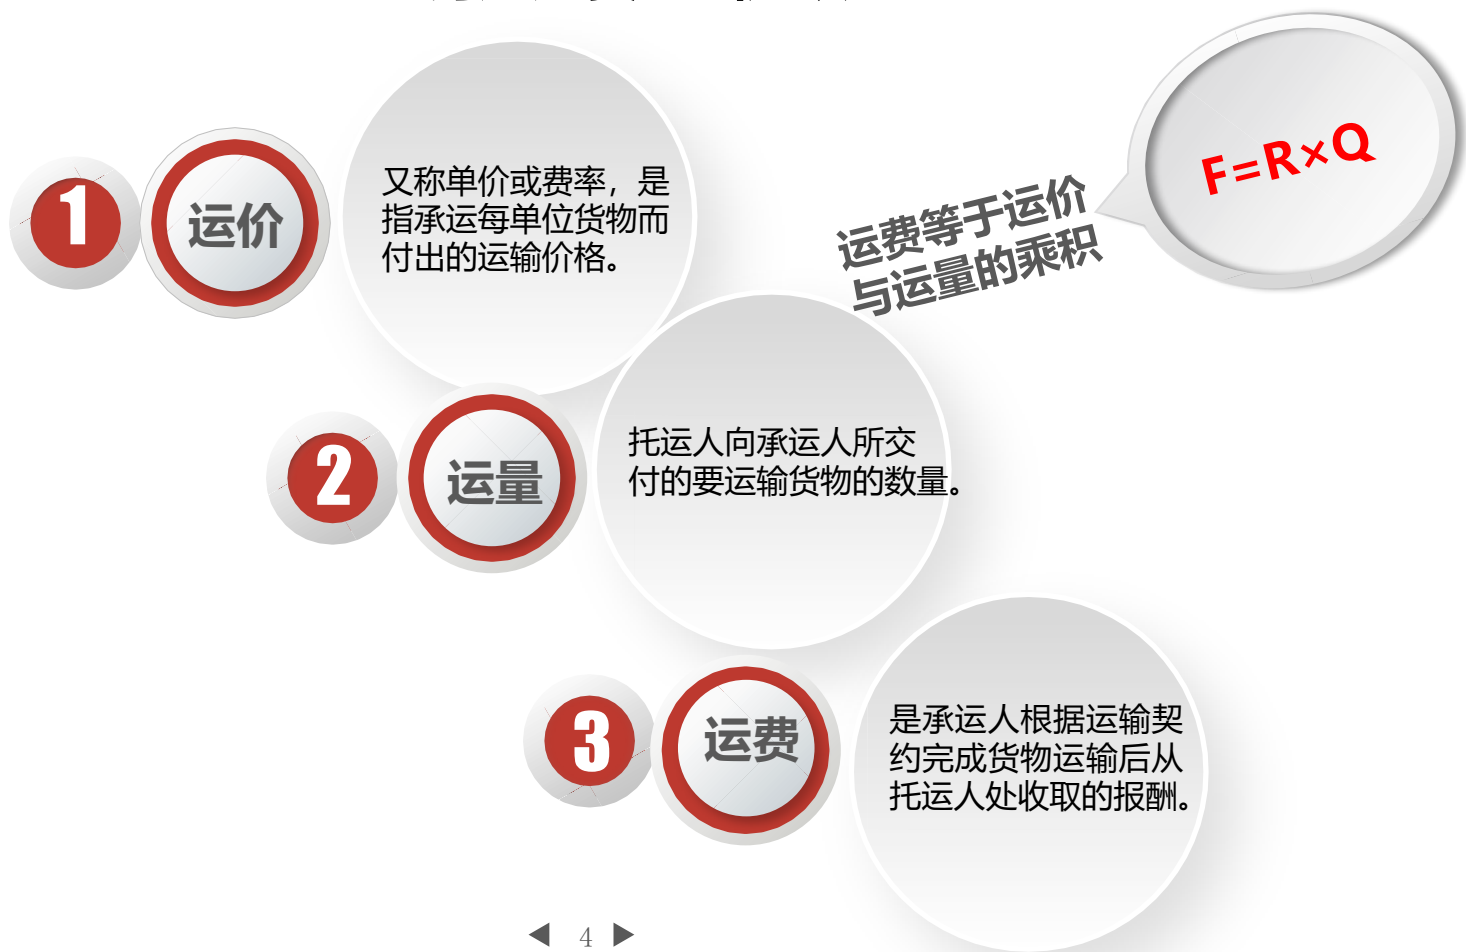 1
运价
又称单价或费率，是
指承运每单位货物而
付出的运输价格。
运费等于运价
与运量的乘积
F=R×Q
2
运量
托运人向承运人所交
付的要运输货物的数量。
3
运费
是承运人根据运输契
约完成货物运输后从
托运人处收取的报酬。
4